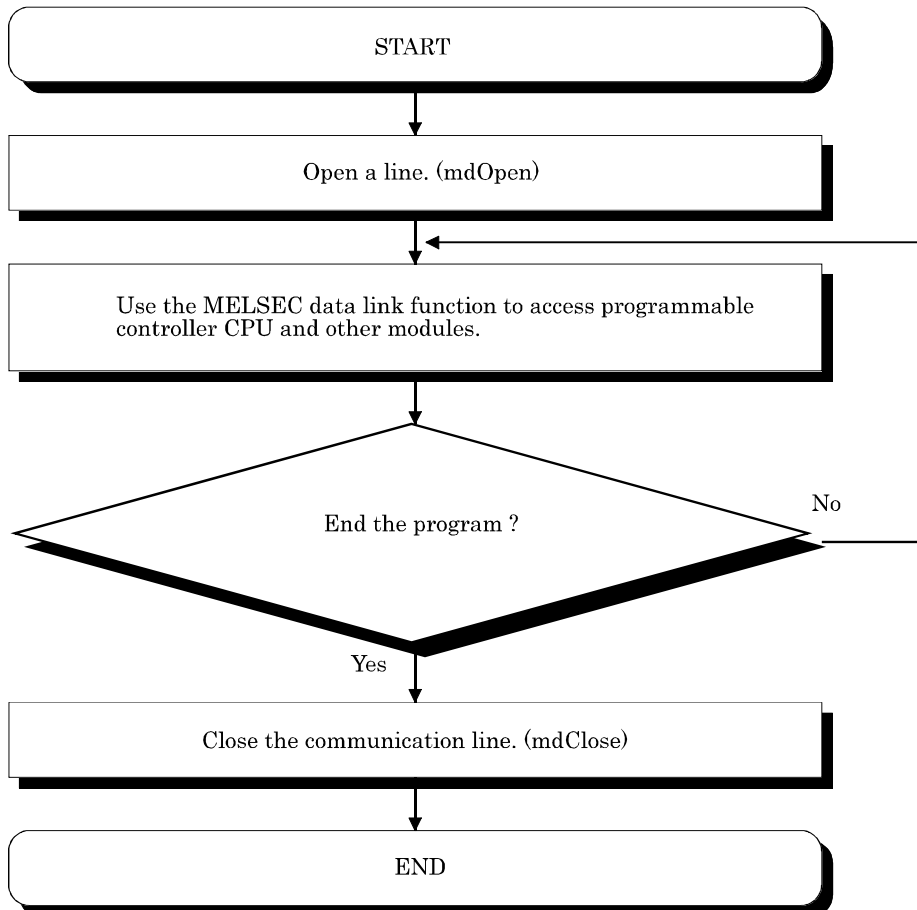 START
Open a line. (mdOpen)
Use the MELSEC data link function to access programmable
controller CPU and other modules.
End the program ?
No
Yes
Close the communication line. (mdClose)
END